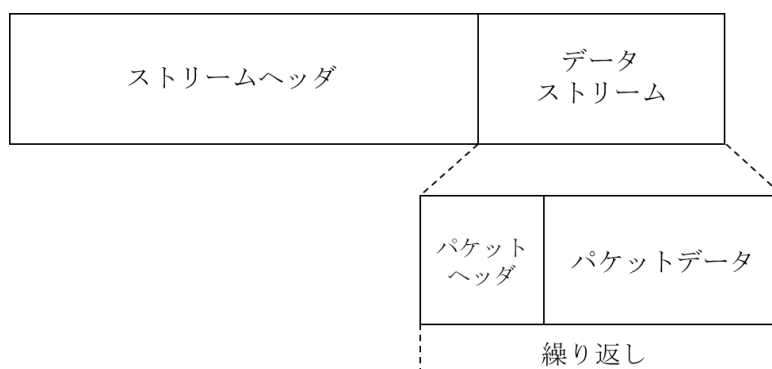 ストリームヘッダ
データ
ストリーム
パケット
ヘッダ
パケットデータ
繰り返し